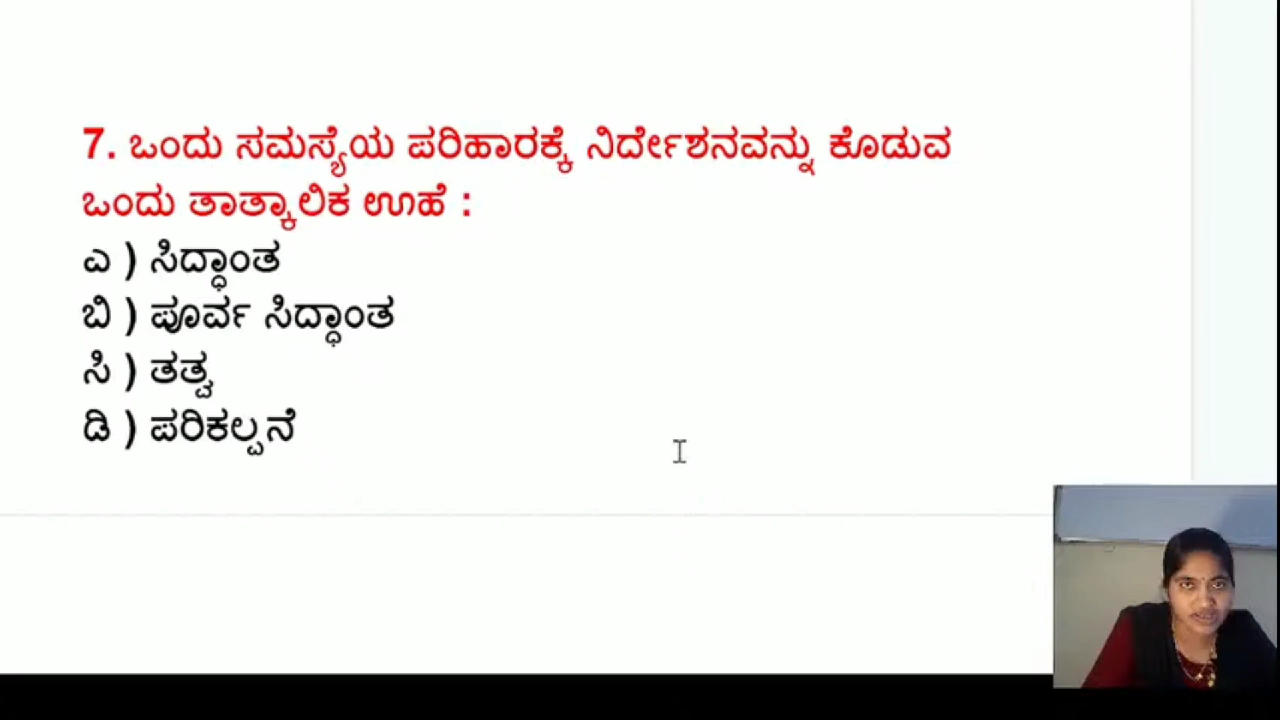 7. ಒಂದು ಸಮಸ್ಯೆಯ ಪರಿಹಾರಕ್ಕೆ ನಿರ್ದೇಶನವನ್ನು ಕೊಡುವ
ಒಂದು ತಾತ್ಕಾಲಿಕ ಊಹೆ :
ಎ ) ಸಿದ್ಧಾಂತ
ಬಿ ) ಪೂರ್ವ ಸಿದ್ಧಾಂತ
ಸಿ ) ತತ್ವ
ಡಿ ) ಪರಿಕಲ್ಪನೆ